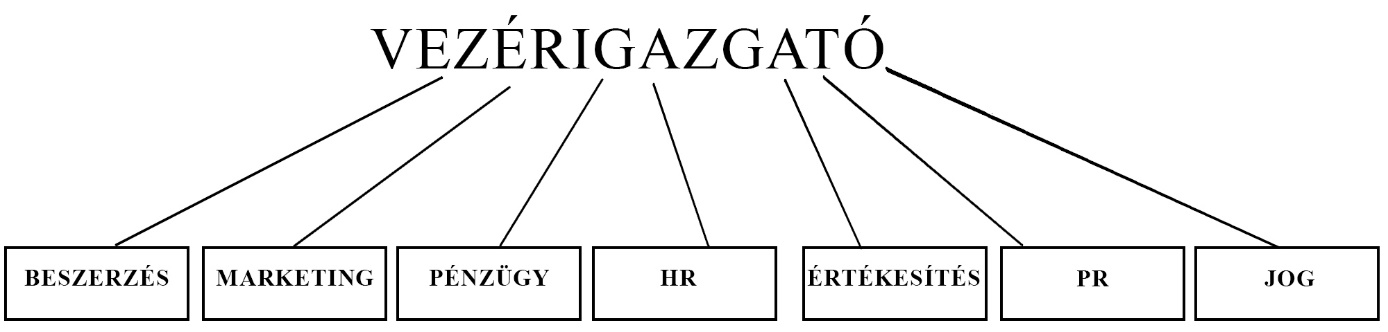 VEZÉRIGAZGATÓ
BESZERZÉS
MARKETING
PÉNZÜGY
HR
ÉRTÉKESÍTÉS
PR
JOG